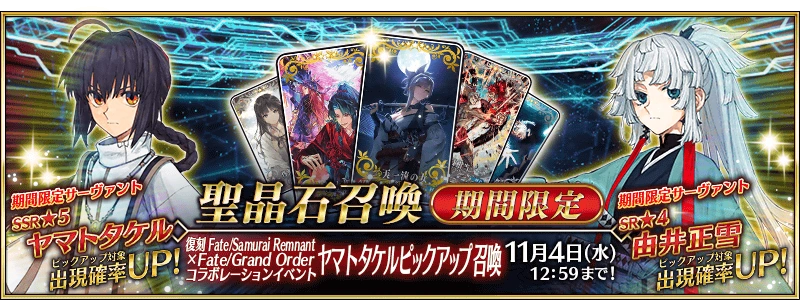 期間限定サーヴァント
SSR★5
ヤマトタケル
ピックアップ対象
出現確率UP!
聖晶石召喚
期間限定
復刻 Fate/Samurai Remnant
×Fate/Grand Order
コラボレーションイベント
ヤマトタケルピックアップ召喚
11月4日(水)
12:59まで!
期間限定サーヴァント
SR★4
由井正雪
ピックアップ対象
出現確率UP!